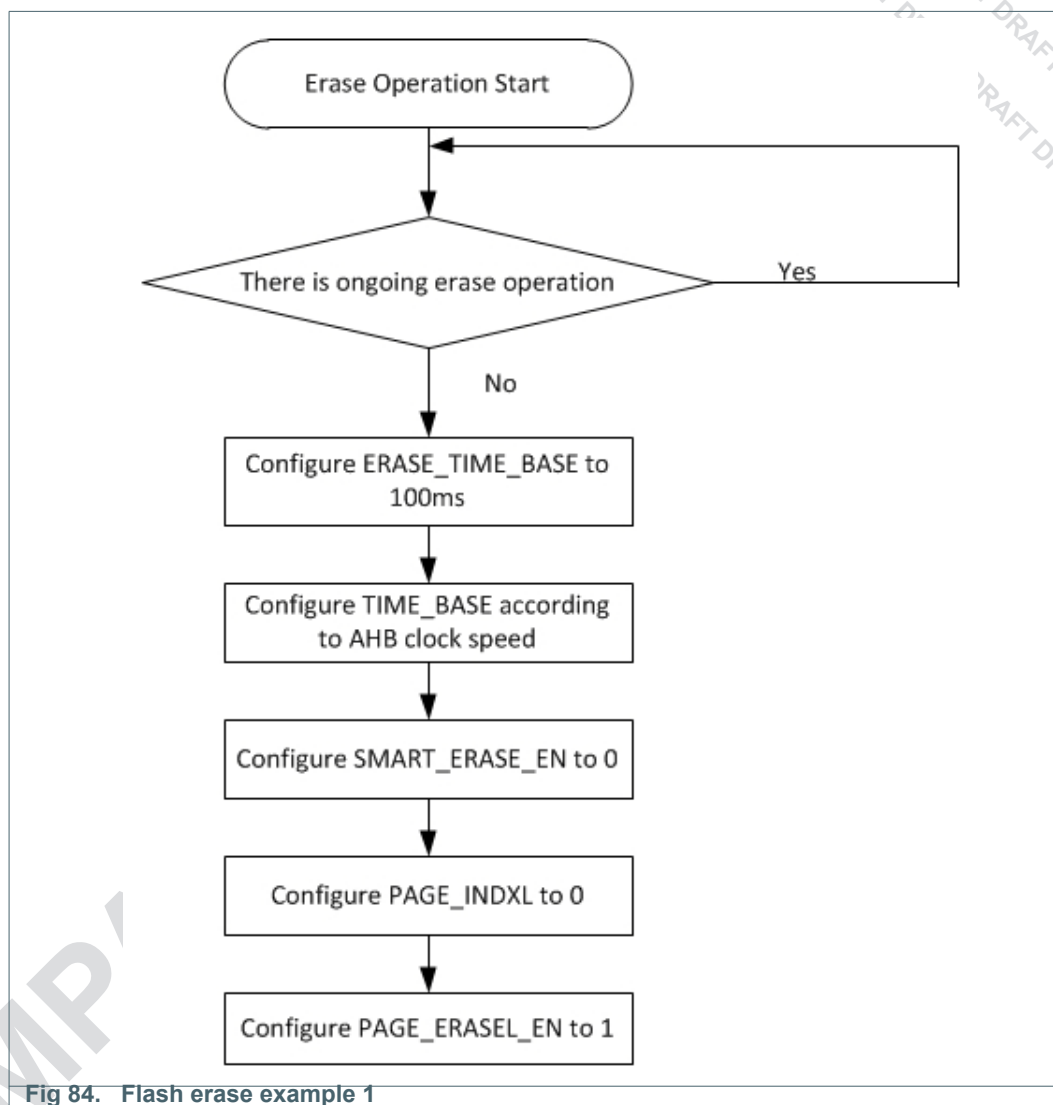 DRAFT
DRAFT D
Erase Operation Start
There is ongoing erase operation
Yes
No
Configure ERASE_TIME_BASE to
100ms
Configure TIME_BASE according
to AHB clock speed
Configure SMART_ERASE_EN to 0
Configure PAGE_INDXL to 0
Configure PAGE_ERASEL_EN to 1
Fig 84. Flash erase example 1